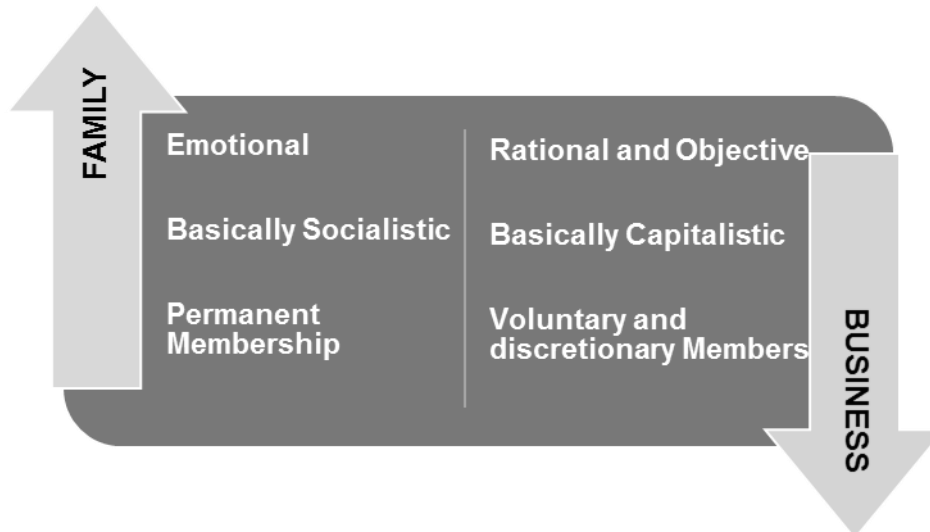 FAMILY
Emotional
Basically Socialistic
Permanent
Membership
Rational and Objective
Basically Capitalistic
Voluntary and
discretionary Members
BUSINESS